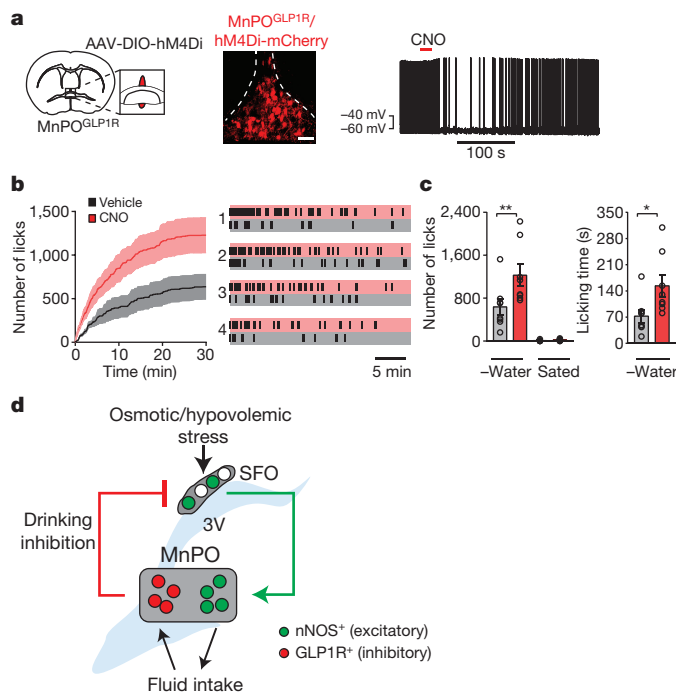 a
AAV-DIO-hM4Di
MnPO^GLP1R
MnPO^GLP1R/
hM4Di-mCherry
CNO
–40 mV
–60 mV
100 s
b
Vehicle
CNO
Number of licks
1,500
1,000
500
0
0 10 20 30
Time (min)
1
2
3
4
5 min
c
**
Number of licks
2,400
1,600
800
0
–Water Sated
*
Licking time (s)
350
280
210
140
70
0
–Water
d
Osmotic/hypovolemic
stress
SFO
3V
Drinking
inhibition
MnPO
Fluid intake
nNOS⁺ (excitatory)
GLP1R⁺ (inhibitory)